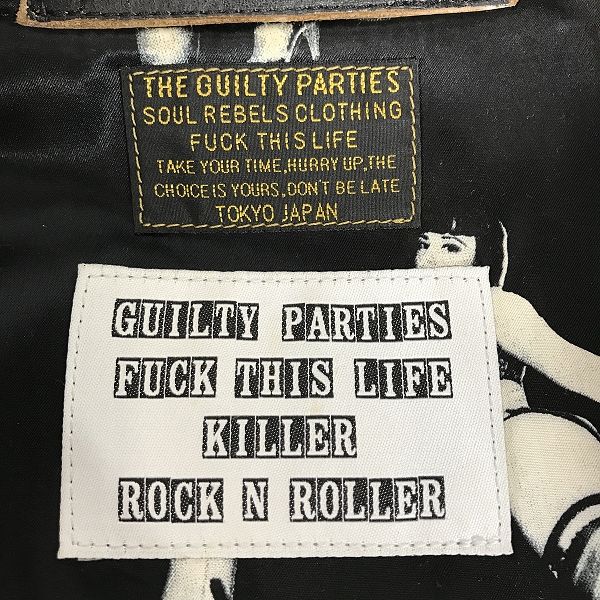 THE GUILTY PARTIES
SOUL REBELS CLOTHING
FUCK THIS LIFE
TAKE YOUR TIME,HURRY UP,THE
CHOICE IS YOURS,DON'T BE LATE
TOKYO JAPAN
GUILTY PARTIES
FUCK THIS LIFE
KILLER
ROCK N ROLLER